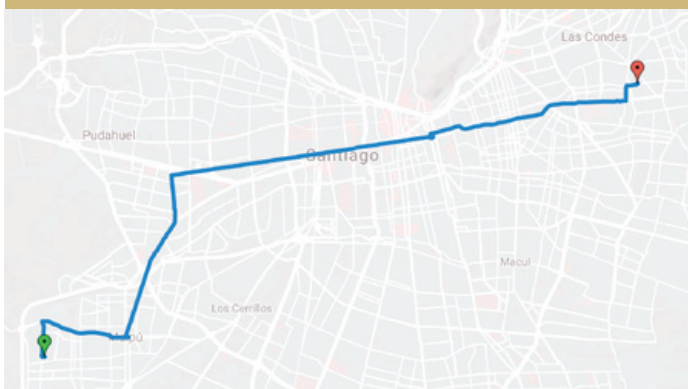 Las Condes
Pudahuel
Santiago
Macul
Los Cerrillos
Maipú